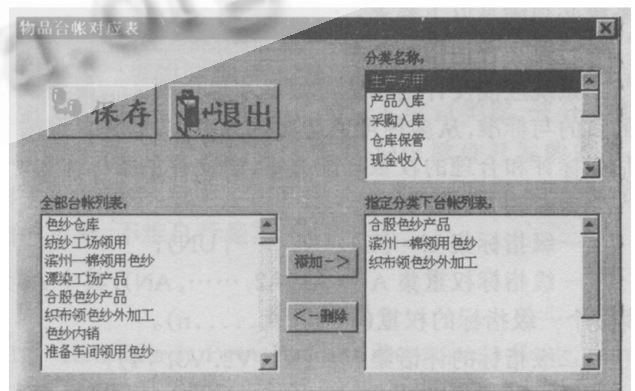 物品台帐对应表
分类名称：
生产领用
产品入库
采购入库
仓库保管
现金收入
保存
退出
全部台帐列表：
色纱仓库
纺纱工场领用
滨州一棉领用色纱
漂染工场产品
合股色纱产品
织布领色纱外加工
色纱内销
准备车间领用色纱
添加->
<-删除
指定分类下台帐列表：
合股色纱产品
滨州一棉领用色纱
织布领色纱外加工